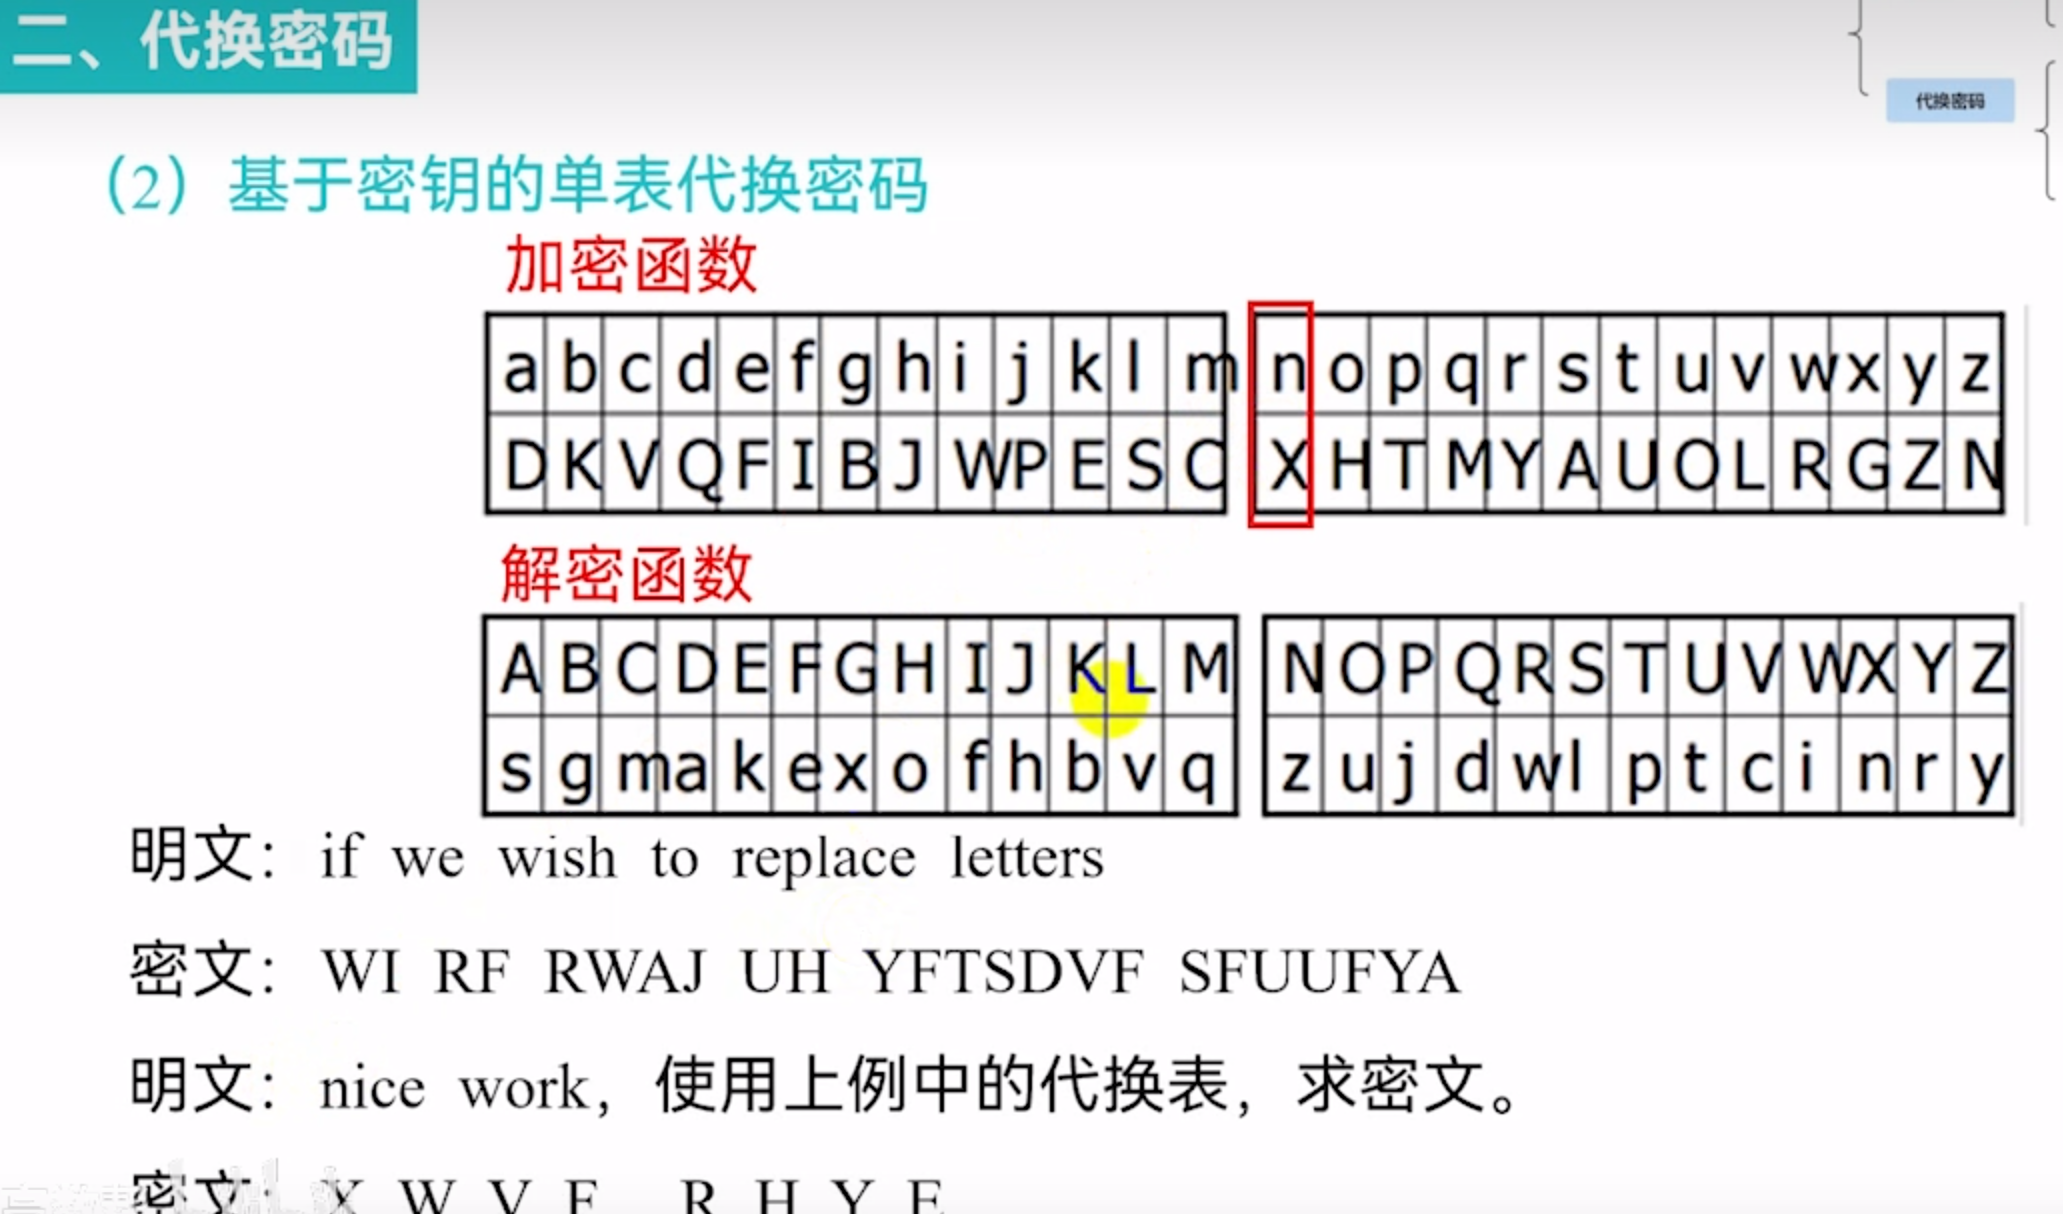 二、代换密码
代换密码
(2) 基于密钥的单表代换密码
加密函数
a b c d e f g h i j k l m n o p q r s t u v w x y z
D K V Q F I B J W P E S C X H T M Y A U O L R G Z N
解密函数
A B C D E F G H I J K L M N O P Q R S T U V W X Y Z
s g m a k e x o f h b v q z u j d w l p t c i n r y
明文：if we wish to replace letters
密文：WI RF RWAJ UH YFTSDVF SFUUFYA
明文：nice work，使用上例中的代换表，求密文。
密文：X W V F R H Y E